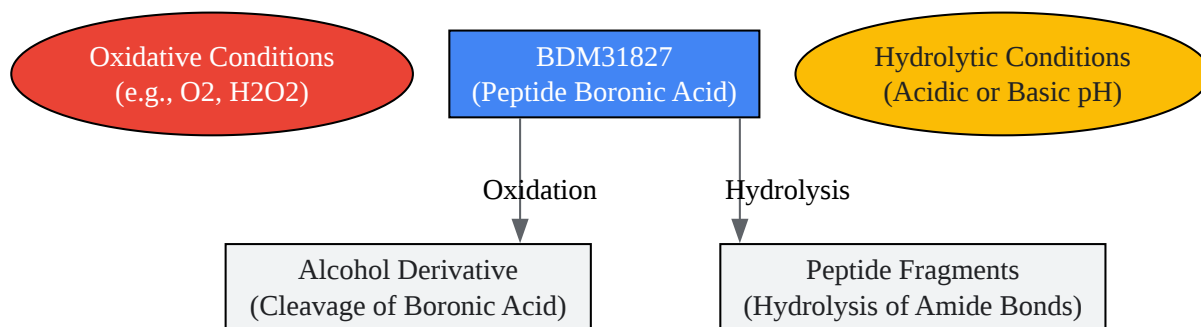 Oxidative Conditions
(e.g., O2, H2O2)
BDM31827
(Peptide Boronic Acid)
Hydrolytic Conditions
(Acidic or Basic pH)
Oxidation
Hydrolysis
Alcohol Derivative
(Cleavage of Boronic Acid)
Peptide Fragments
(Hydrolysis of Amide Bonds)